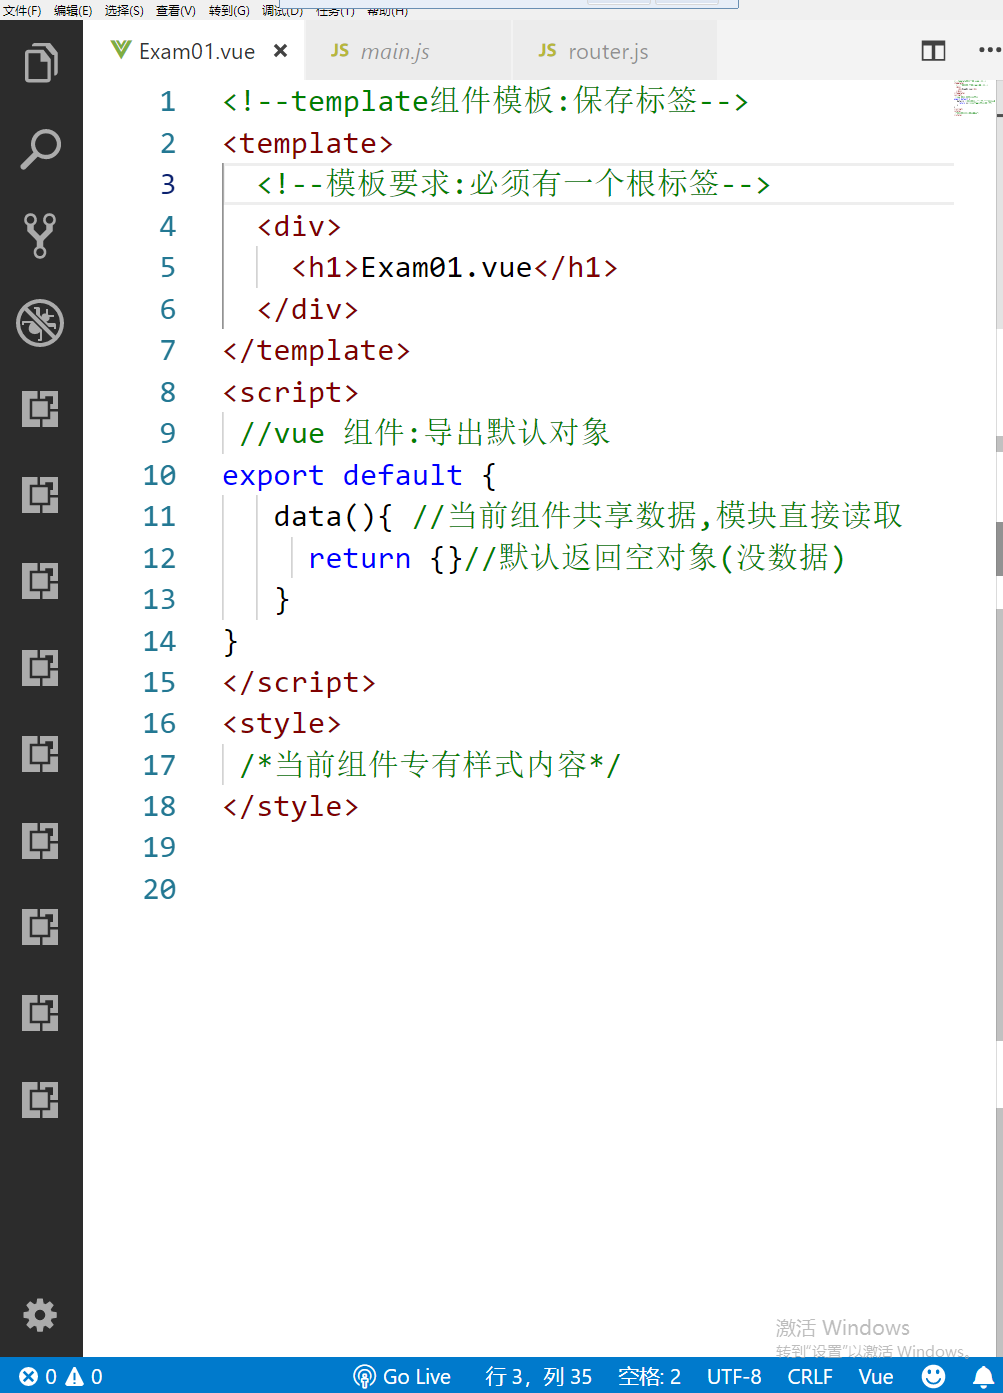 文件(F) 编辑(E) 选择(S) 查看(V) 转到(G) 调试(D) 任务(T) 帮助(H)
Exam01.vue JS main.js JS router.js
1 <!--template组件模板:保存标签-->
2 <template>
3 <!--模板要求:必须有一个根标签-->
4 <div>
5 <h1>Exam01.vue</h1>
6 </div>
7 </template>
8 <script>
9 //vue 组件:导出默认对象
10 export default {
11 data(){ //当前组件共享数据,模块直接读取
12 return {}//默认返回空对象(没数据)
13 }
14 }
15 </script>
16 <style>
17 /*当前组件专有样式内容*/
18 </style>
19
20
激活 Windows
转到"设置"以激活 Windows。
0 0 Go Live 行 3，列 35 空格: 2 UTF-8 CRLF Vue